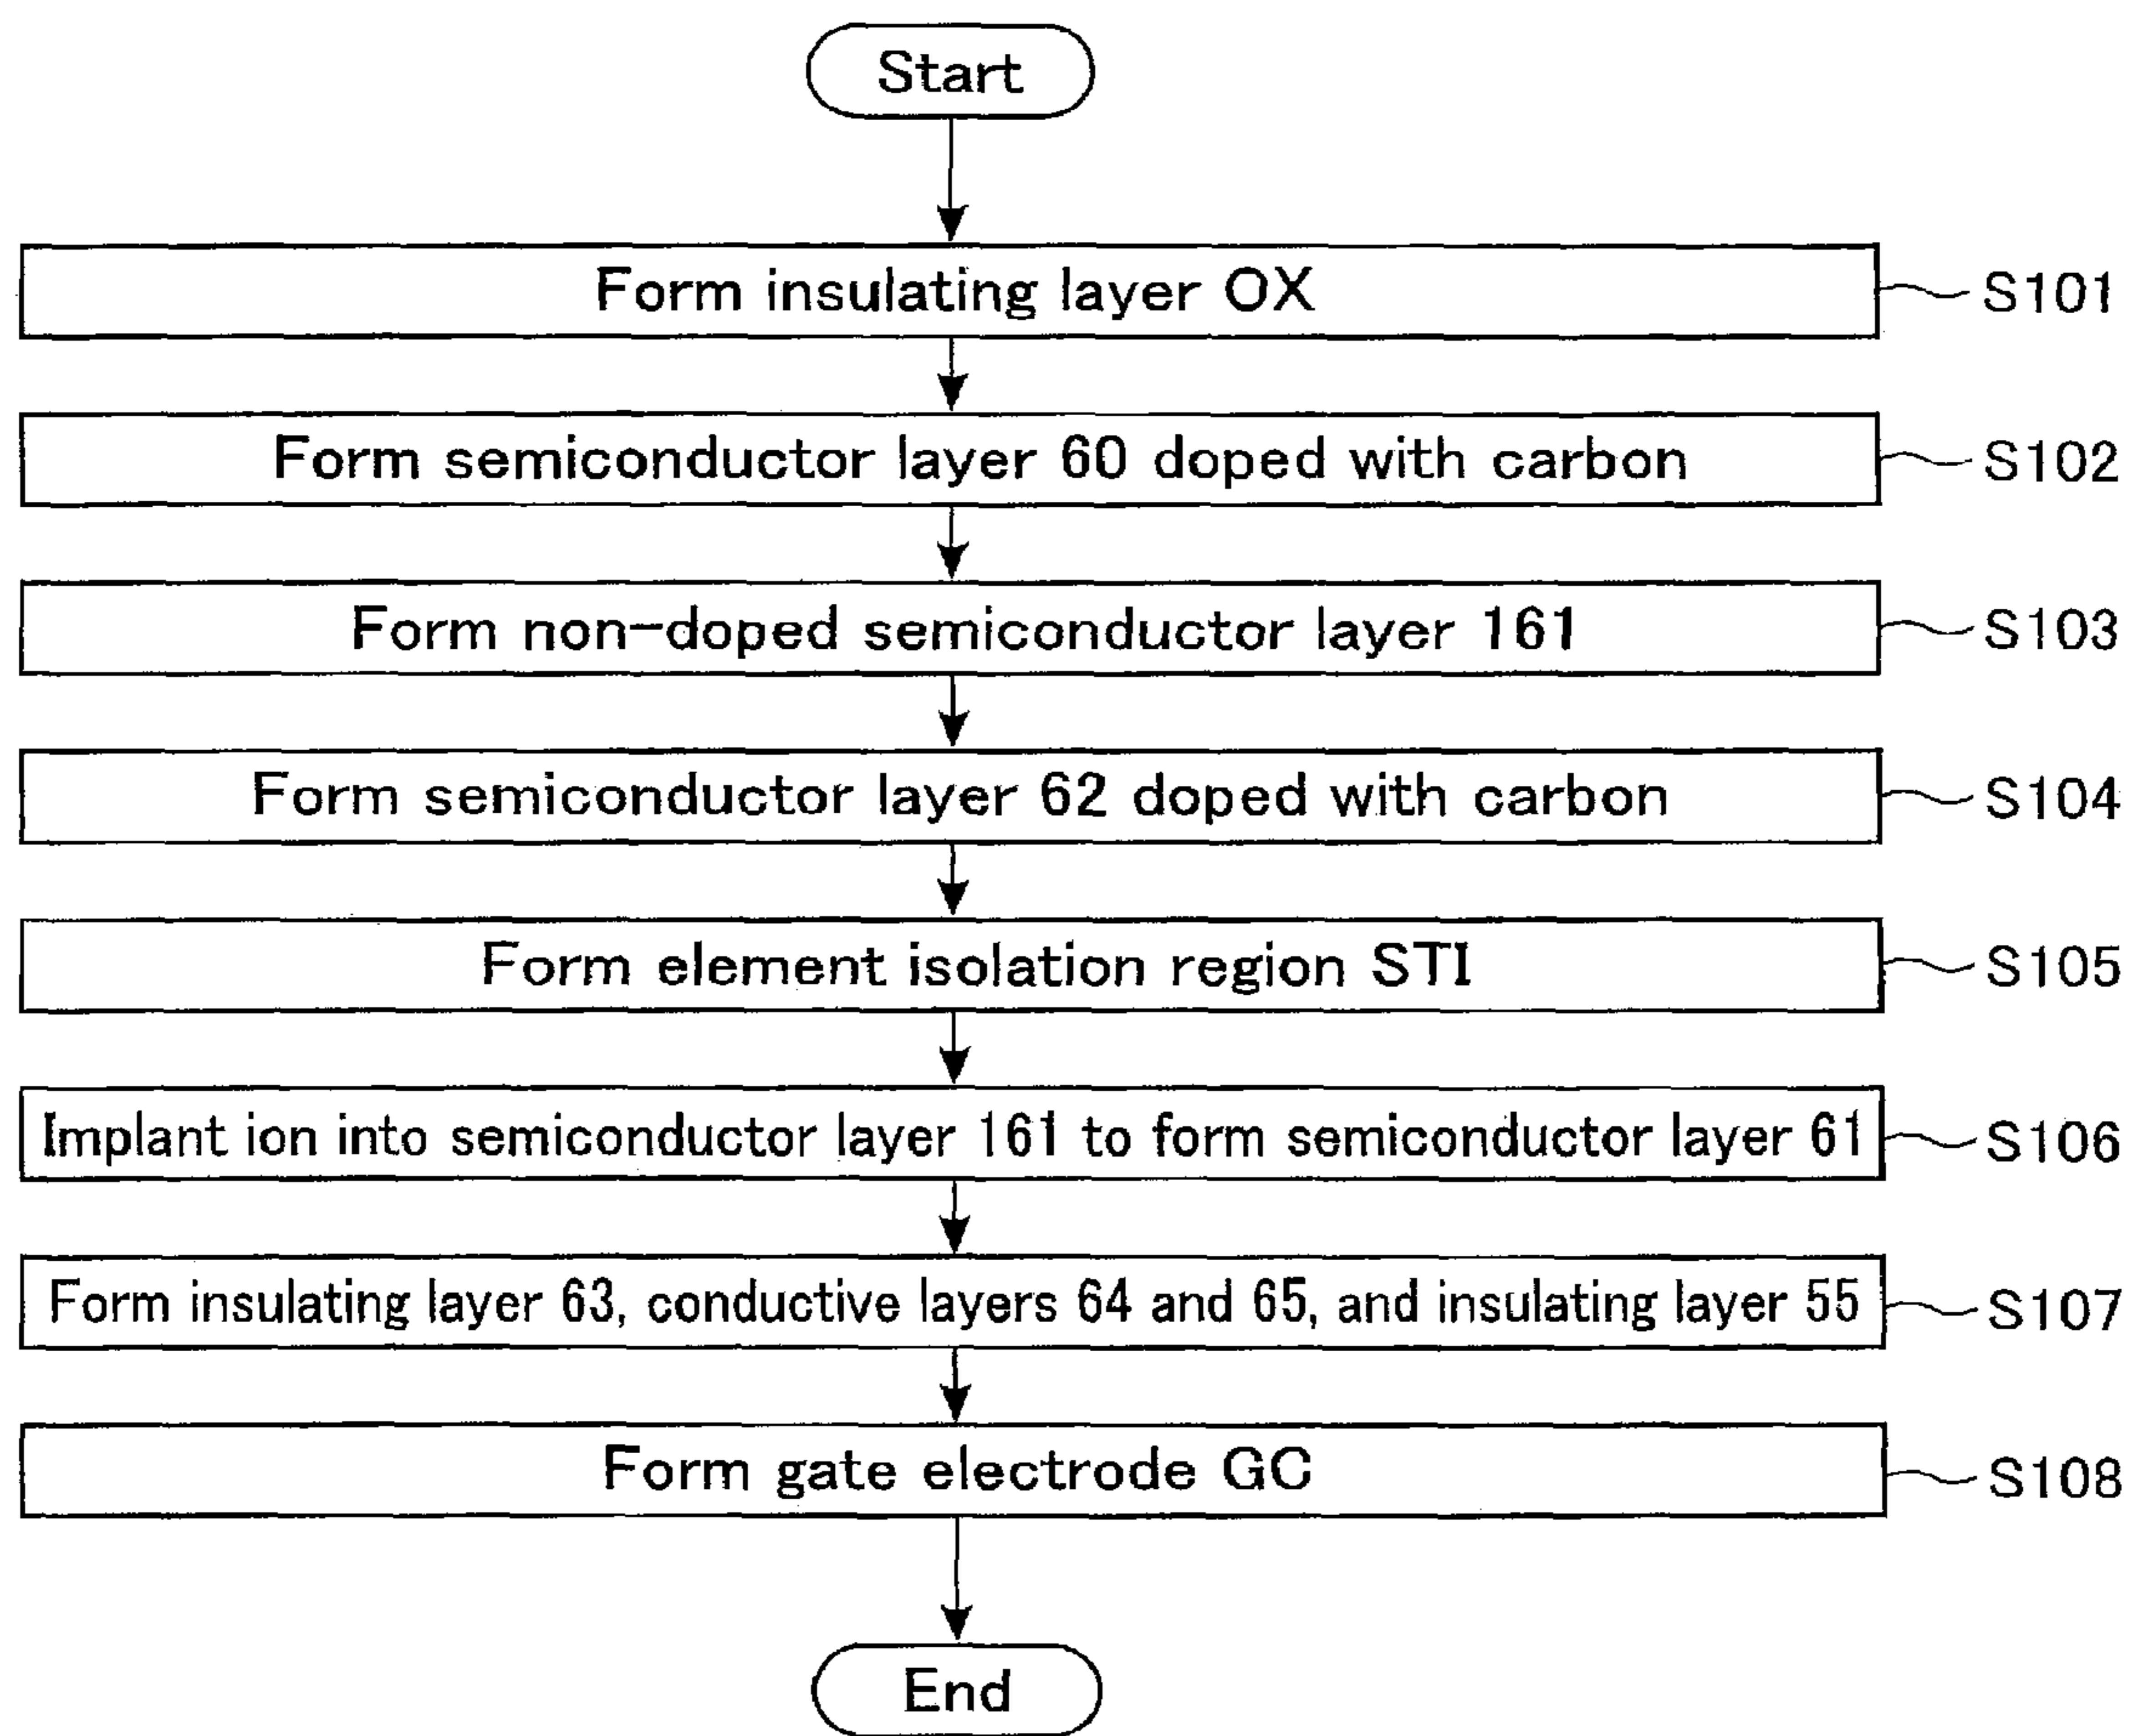 Start
Form insulating layer OX
S101
Form semiconductor layer 60 doped with carbon
S102
Form non-doped semiconductor layer 161
S103
Form semiconductor layer 62 doped with carbon
S104
Form element isolation region STI
S105
Implant ion into semiconductor layer 161 to form semiconductor layer 61
S106
Form insulating layer 63, conductive layers 64 and 65, and insulating layer 55
S107
Form gate electrode GC
S108
End